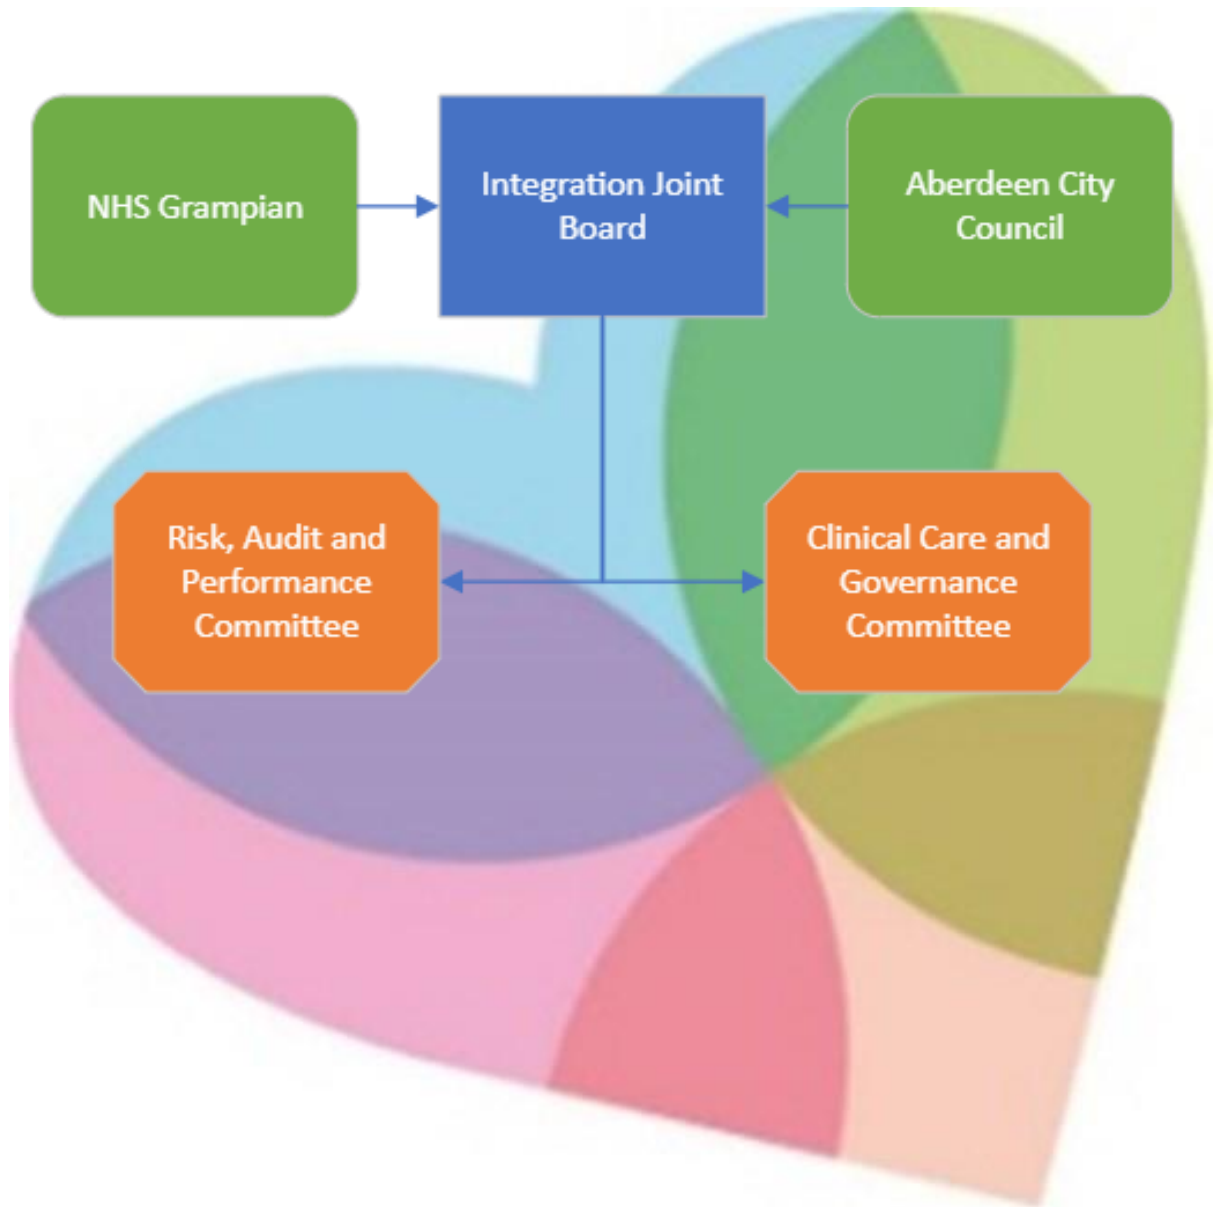 NHS Grampian
Integration Joint
Board
Aberdeen City
Council
Risk, Audit and
Performance
Committee
Clinical Care and
Governance
Committee